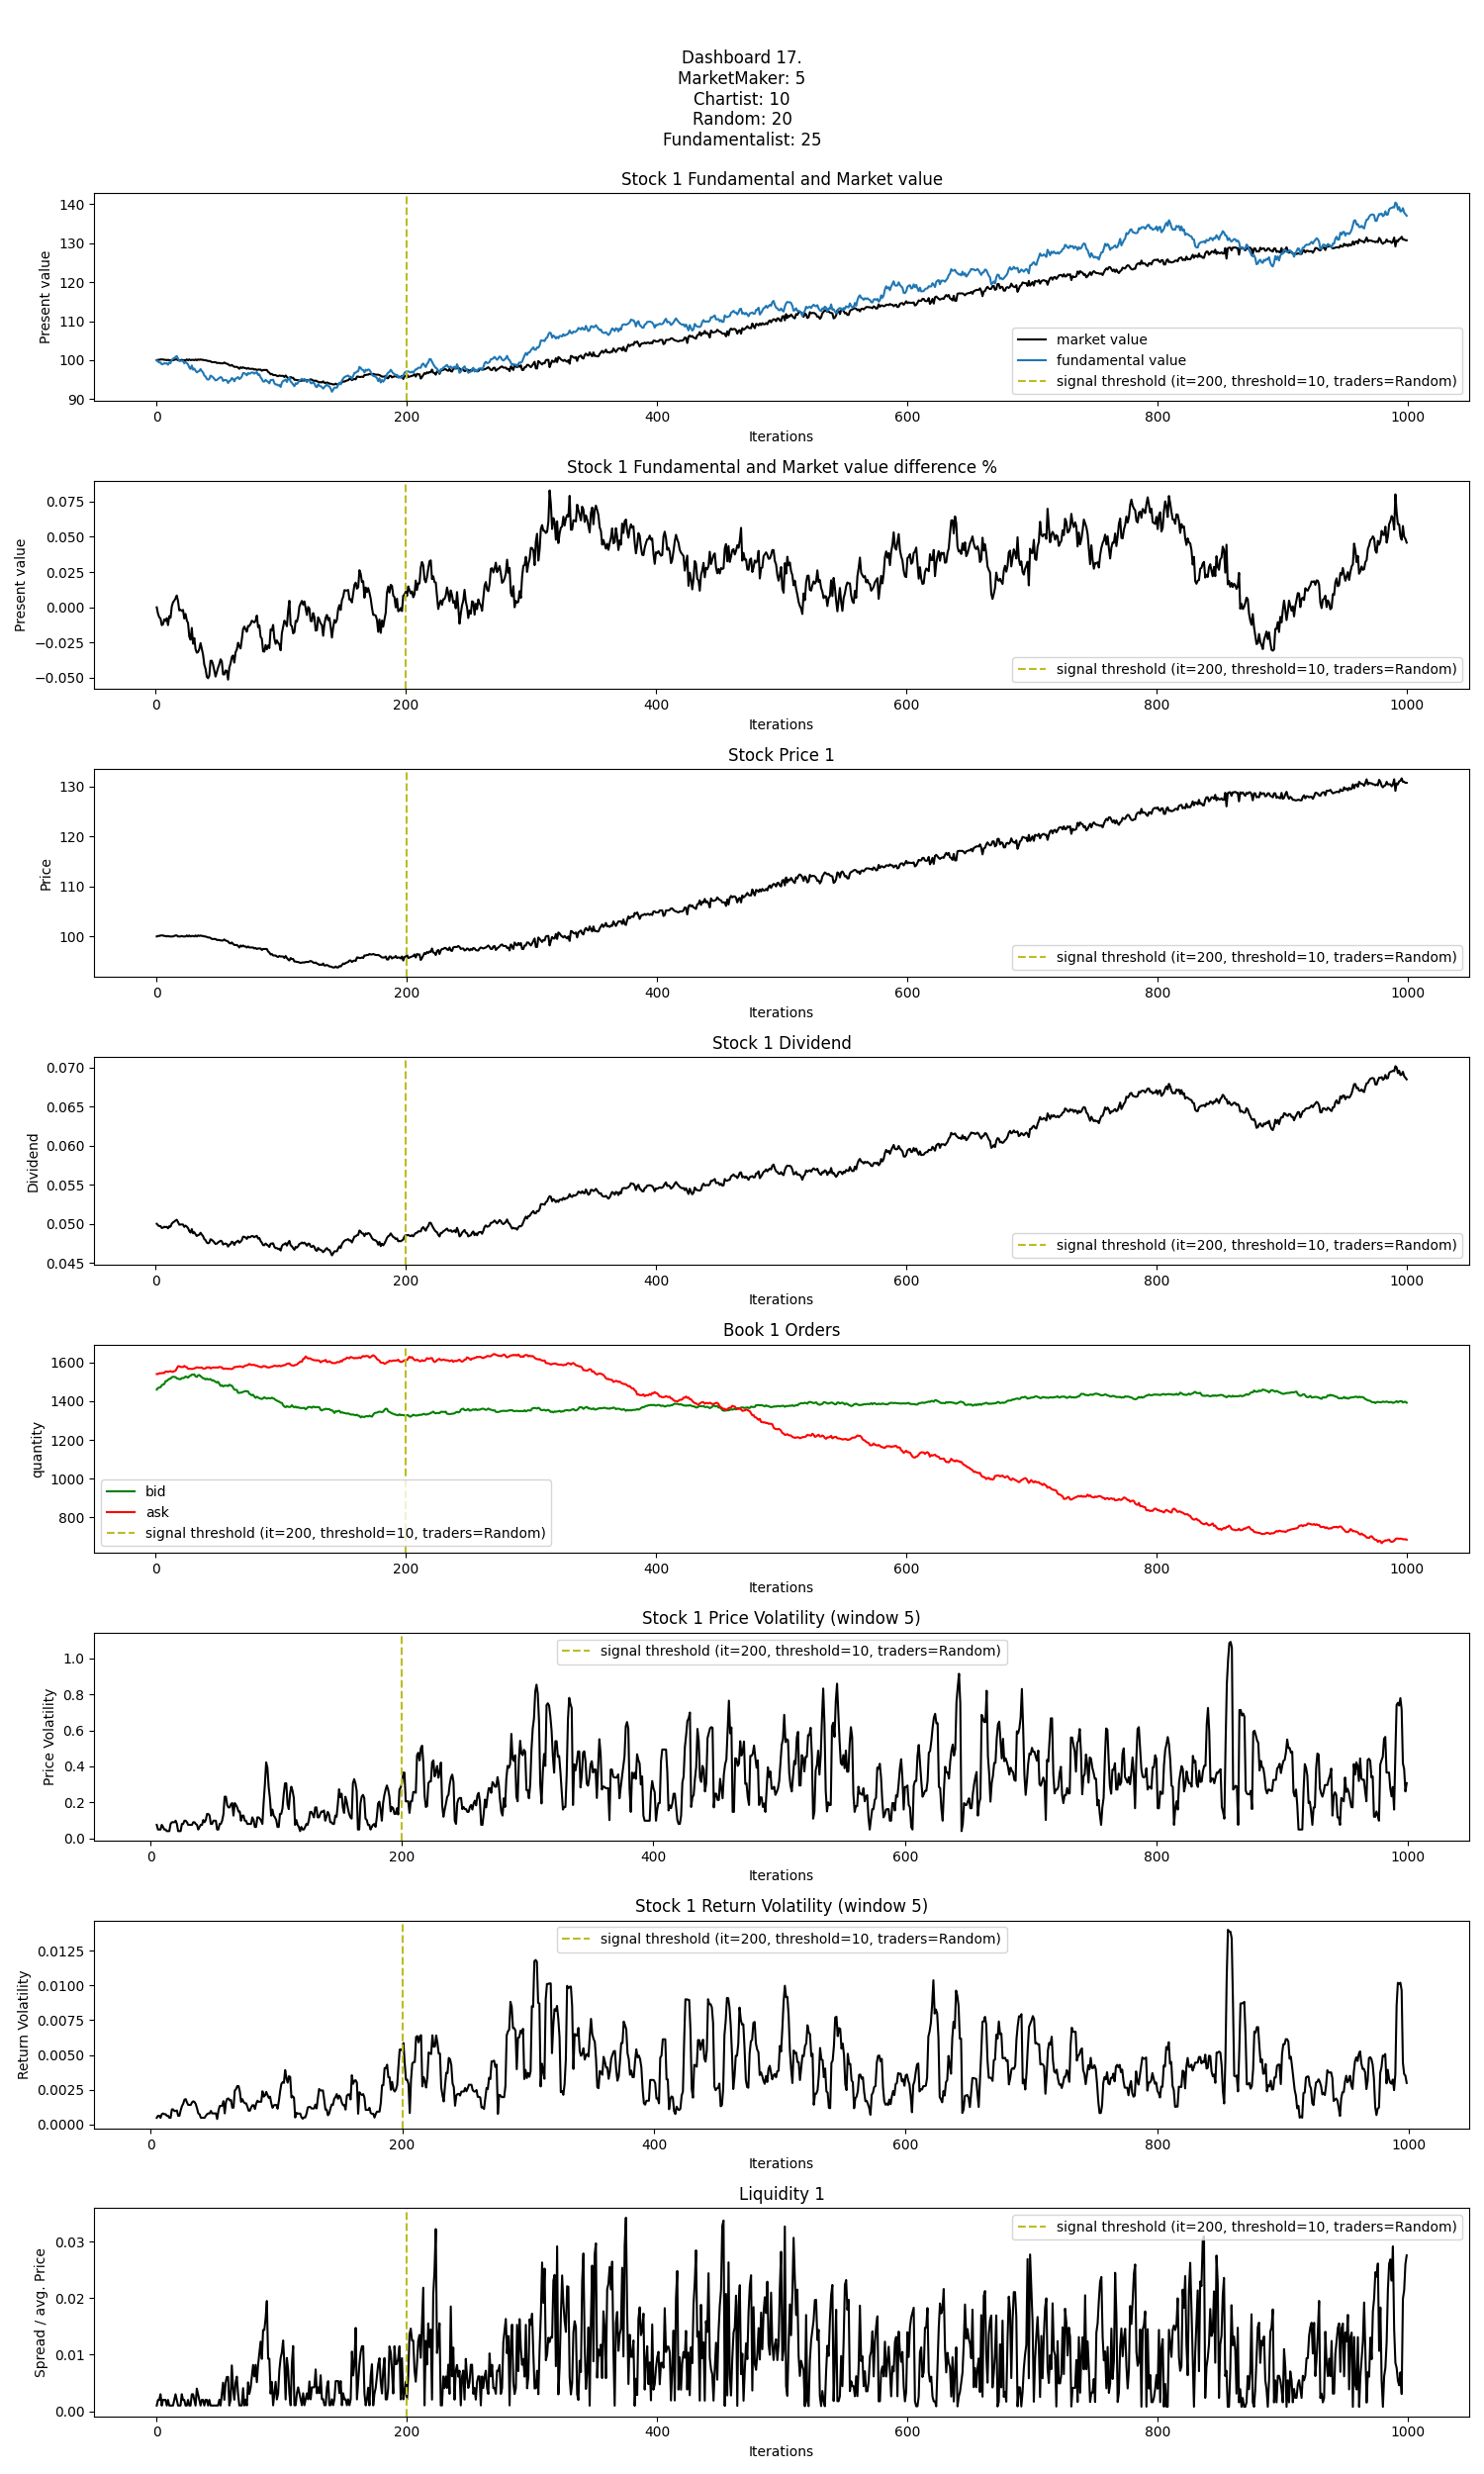 Dashboard 17.
MarketMaker: 5
Chartist: 10
Random: 20
Fundamentalist: 25
Stock 1 Fundamental and Market value
Present value
140
130
120
110
100
90
market value
fundamental value
signal threshold (it=200, threshold=10, traders=Random)
0 200 400 600 800 1000
Iterations
Stock 1 Fundamental and Market value difference %
Present value
0.075
0.050
0.025
0.000
−0.025
−0.050
signal threshold (it=200, threshold=10, traders=Random)
0 200 400 600 800 1000
Iterations
Stock Price 1
Price
130
120
110
100
signal threshold (it=200, threshold=10, traders=Random)
0 200 400 600 800 1000
Iterations
Stock 1 Dividend
Dividend
0.070
0.065
0.060
0.055
0.050
0.045
signal threshold (it=200, threshold=10, traders=Random)
0 200 400 600 800 1000
Iterations
Book 1 Orders
quantity
1600
1400
1200
1000
800
bid
ask
signal threshold (it=200, threshold=10, traders=Random)
0 200 400 600 800 1000
Iterations
Stock 1 Price Volatility (window 5)
Price Volatility
signal threshold (it=200, threshold=10, traders=Random)
1.0
0.8
0.6
0.4
0.2
0.0
0 200 400 600 800 1000
Iterations
Stock 1 Return Volatility (window 5)
Return Volatility
signal threshold (it=200, threshold=10, traders=Random)
0.0125
0.0100
0.0075
0.0050
0.0025
0.0000
0 200 400 600 800 1000
Iterations
Liquidity 1
Spread / avg. Price
signal threshold (it=200, threshold=10, traders=Random)
0.03
0.02
0.01
0.00
0 200 400 600 800 1000
Iterations